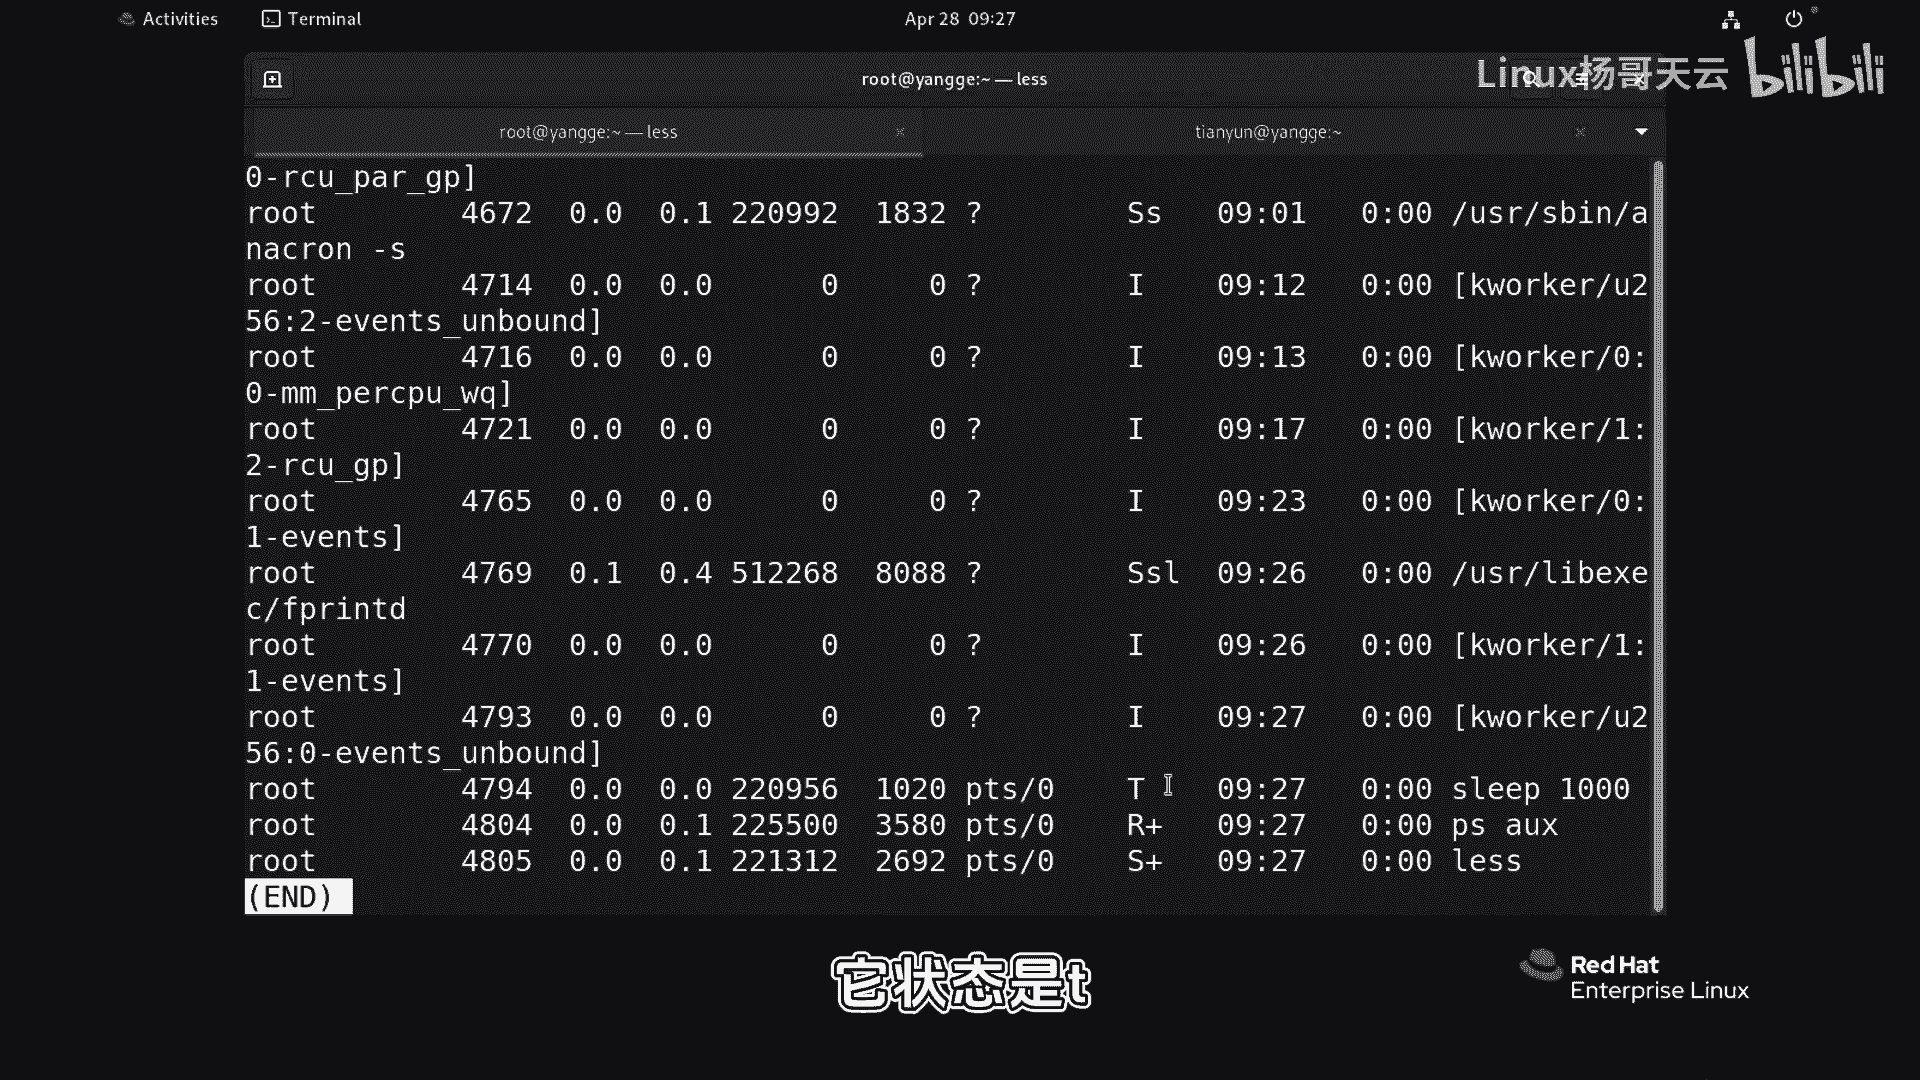 Activities Terminal Apr 28 09:27
root@yangge:~ — less
Linux杨哥天云 bilibili
root@yangge:~ — less tianyun@yangge:~
0-rcu_par_gp]
root 4672 0.0 0.1 220992 1832 ? Ss 09:01 0:00 /usr/sbin/a
nacron -s
root 4714 0.0 0.0 0 0 ? I 09:12 0:00 [kworker/u2
56:2-events_unbound]
root 4716 0.0 0.0 0 0 ? I 09:13 0:00 [kworker/0:
0-mm_percpu_wq]
root 4721 0.0 0.0 0 0 ? I 09:17 0:00 [kworker/1:
2-rcu_gp]
root 4765 0.0 0.0 0 0 ? I 09:23 0:00 [kworker/0:
1-events]
root 4769 0.1 0.4 512268 8088 ? Ssl 09:26 0:00 /usr/libexe
c/fprintd
root 4770 0.0 0.0 0 0 ? I 09:26 0:00 [kworker/1:
1-events]
root 4793 0.0 0.0 0 0 ? I 09:27 0:00 [kworker/u2
56:0-events_unbound]
root 4794 0.0 0.0 220956 1020 pts/0 T 09:27 0:00 sleep 1000
root 4804 0.0 0.1 225500 3580 pts/0 R+ 09:27 0:00 ps aux
root 4805 0.0 0.1 221312 2692 pts/0 S+ 09:27 0:00 less
(END)
它状态是t
Red Hat
Enterprise Linux